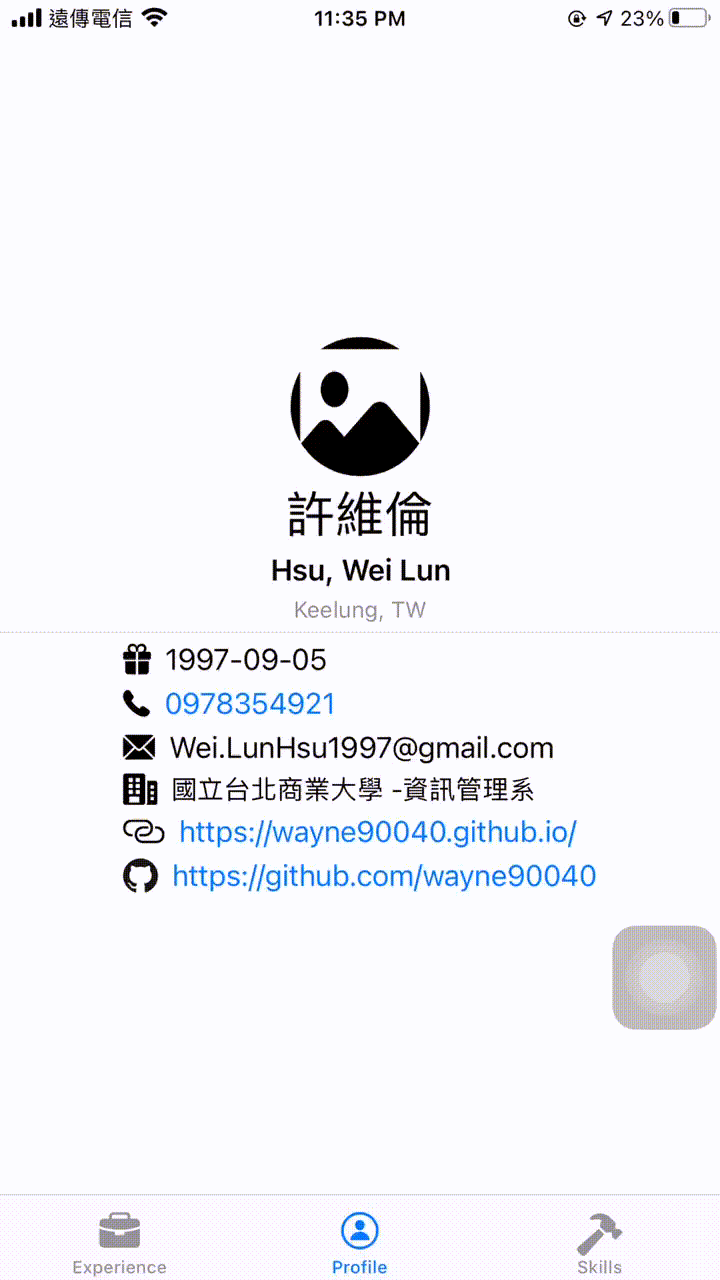 遠傳電信 11:35 PM 23%
許維倫
Hsu, Wei Lun
Keelung, TW
1997-09-05
0978354921
Wei.LunHsu1997@gmail.com
國立台北商業大學 -資訊管理系
https://wayne90040.github.io/
https://github.com/wayne90040
Experience Profile Skills